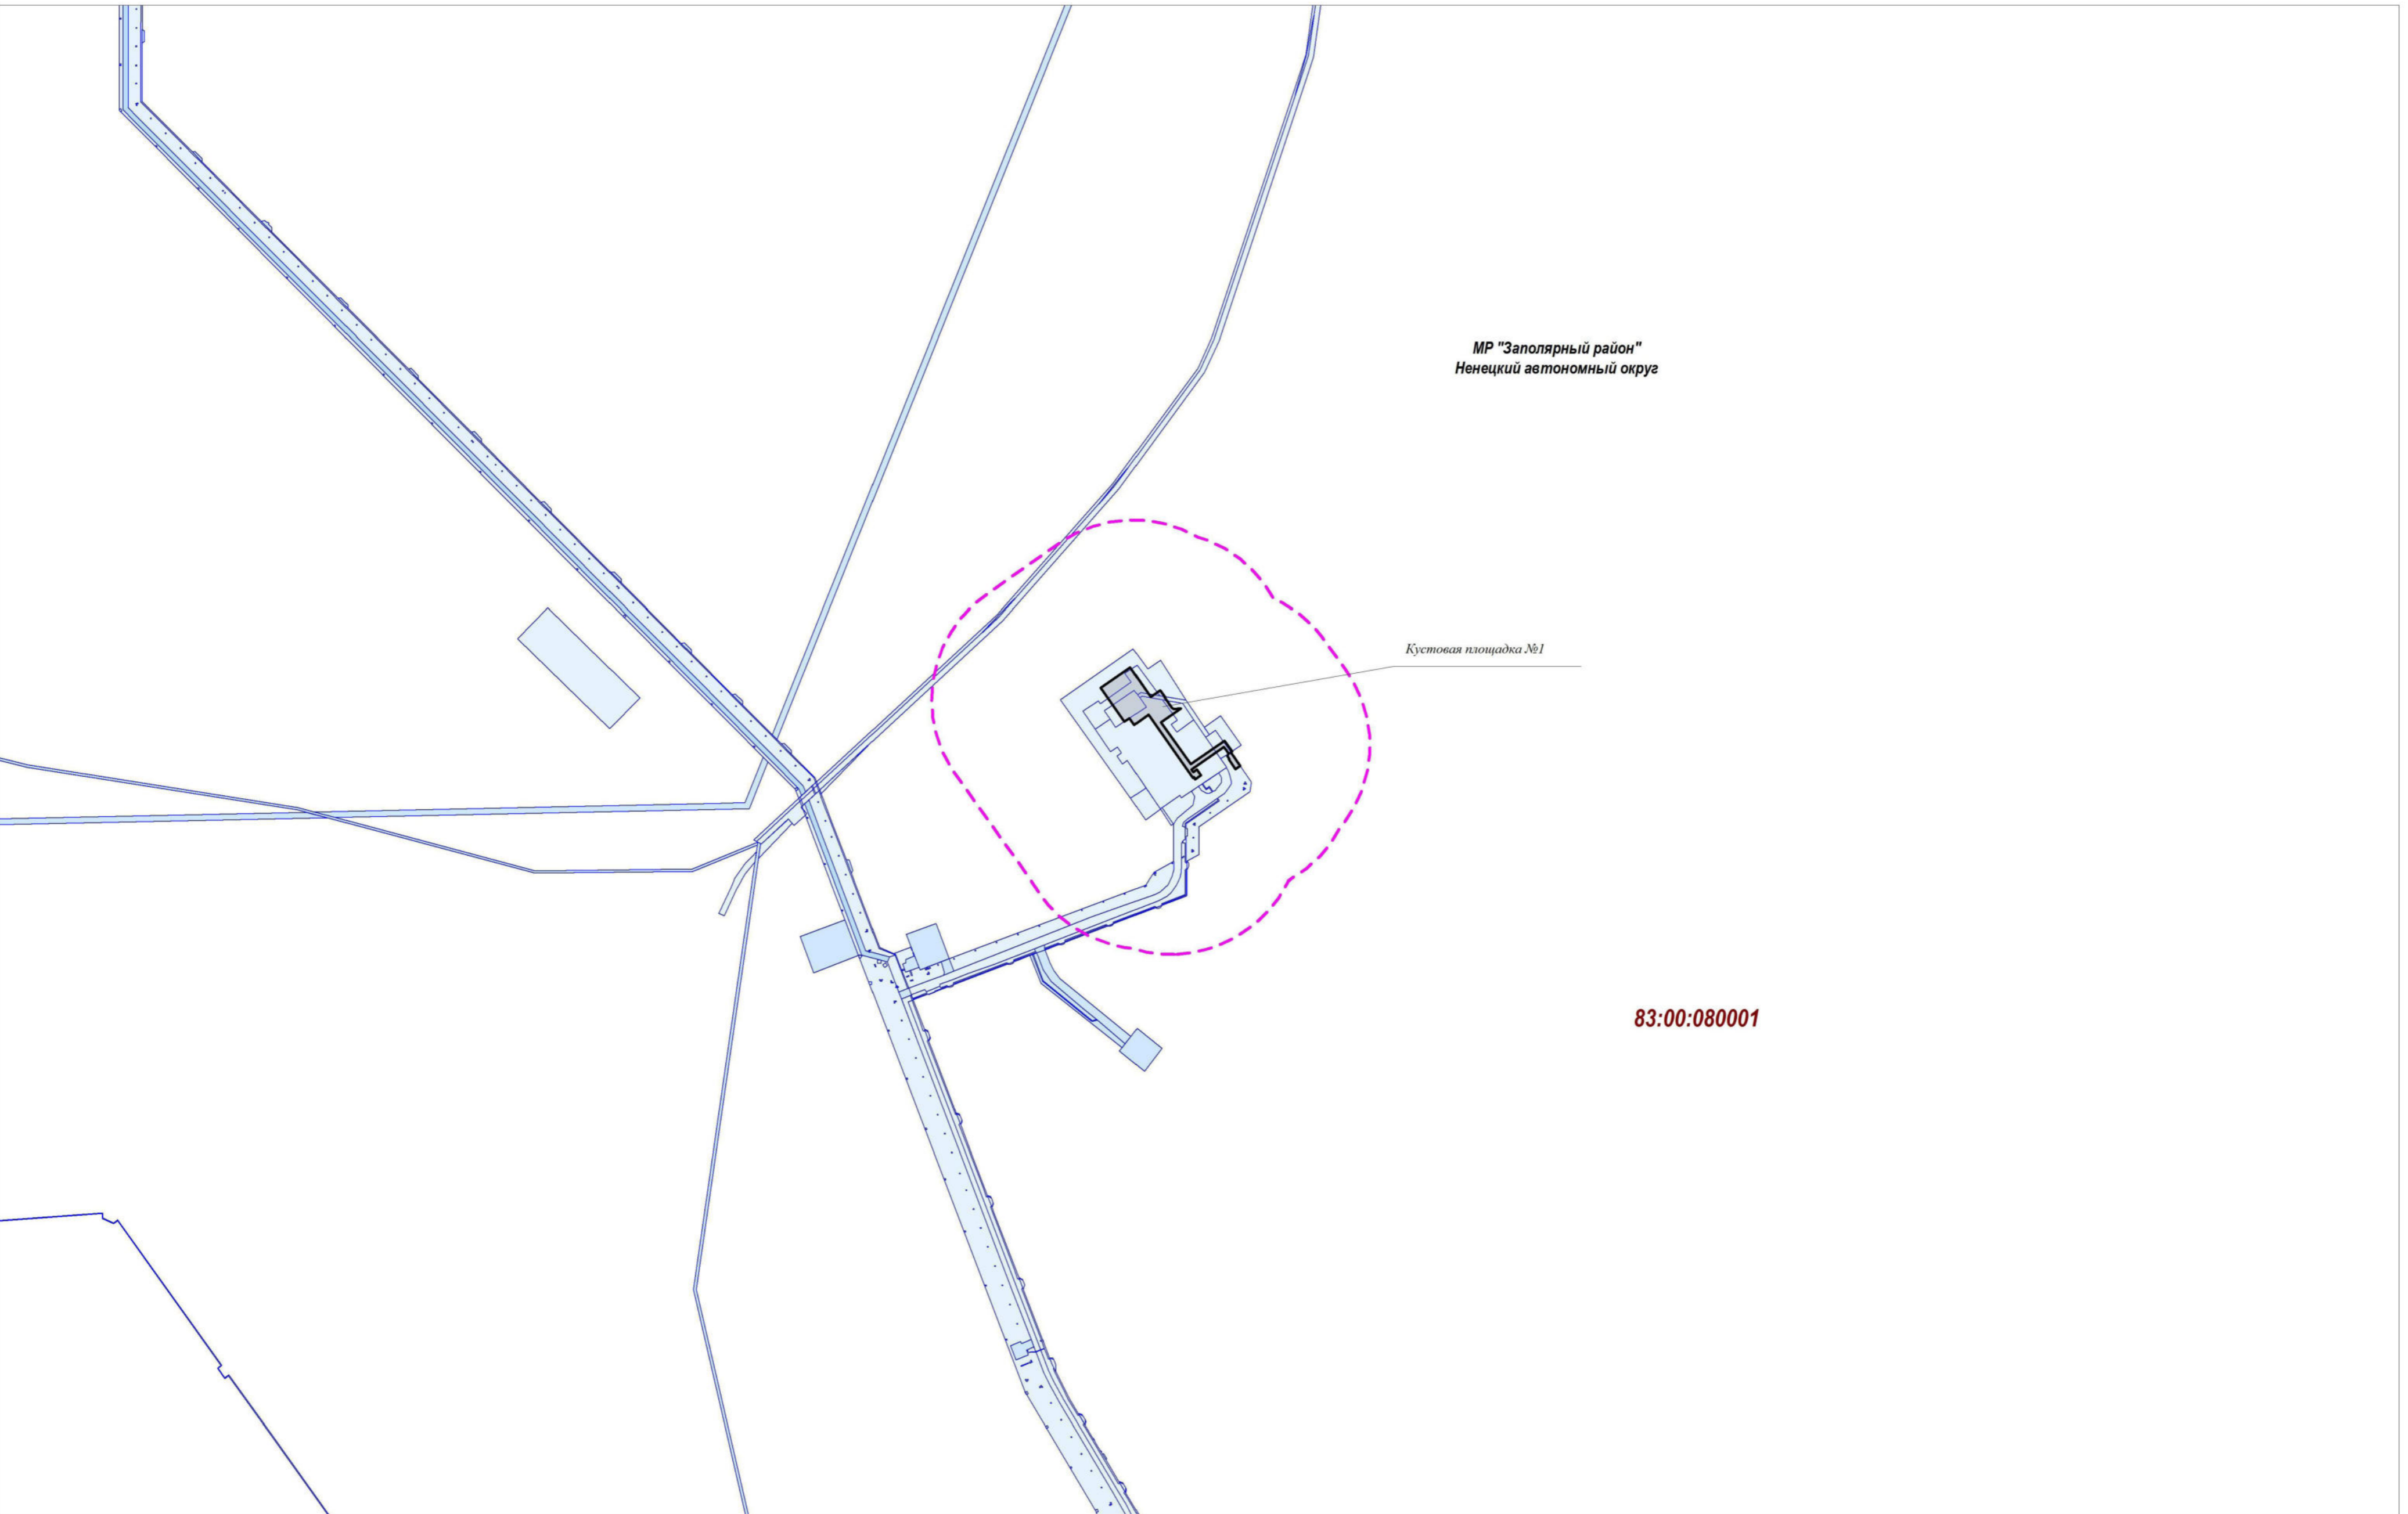 МР "Заполярный район"
Ненецкий автономный округ
Кустовая площадка №1
83:00:080001